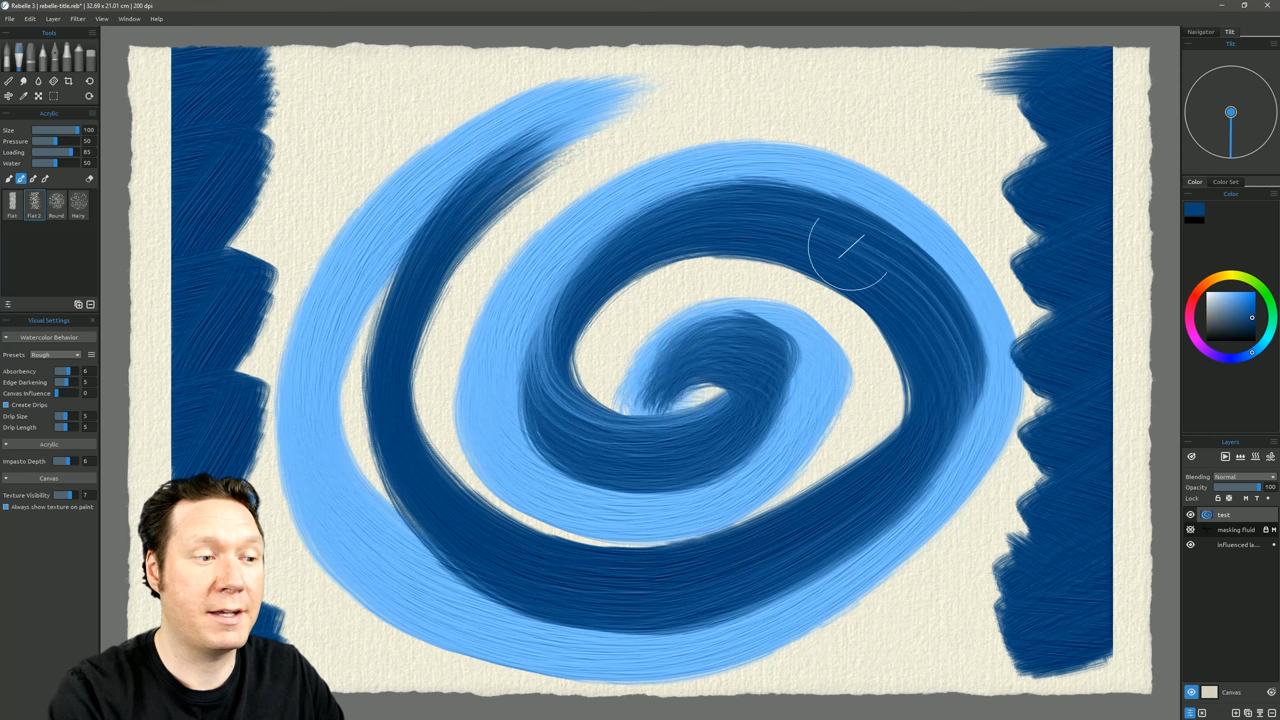 Rebelle 3 | rebelle-title.reb* | 32.69 x 21.01 cm | 200 dpi
File Edit Layer Filter View Window Help
Tools
Acrylic
Size 100
Pressure 50
Loading 85
Water 50
Flat Flat 2 Round Hairy
Visual Settings
Watercolor Behavior
Presets Rough
Absorbency 6
Edge Darkening 5
Canvas Influence 0
Create Drips
Drip Size 5
Drip Length 5
Acrylic
Impasto Depth 6
Canvas
Texture Visibility 7
Always show texture on paint
Navigator Tilt
Tilt
Color Color Set
Color
Layers
Blending Normal
Opacity 100
Lock M T
test
masking fluid M
Influenced la...
Canvas